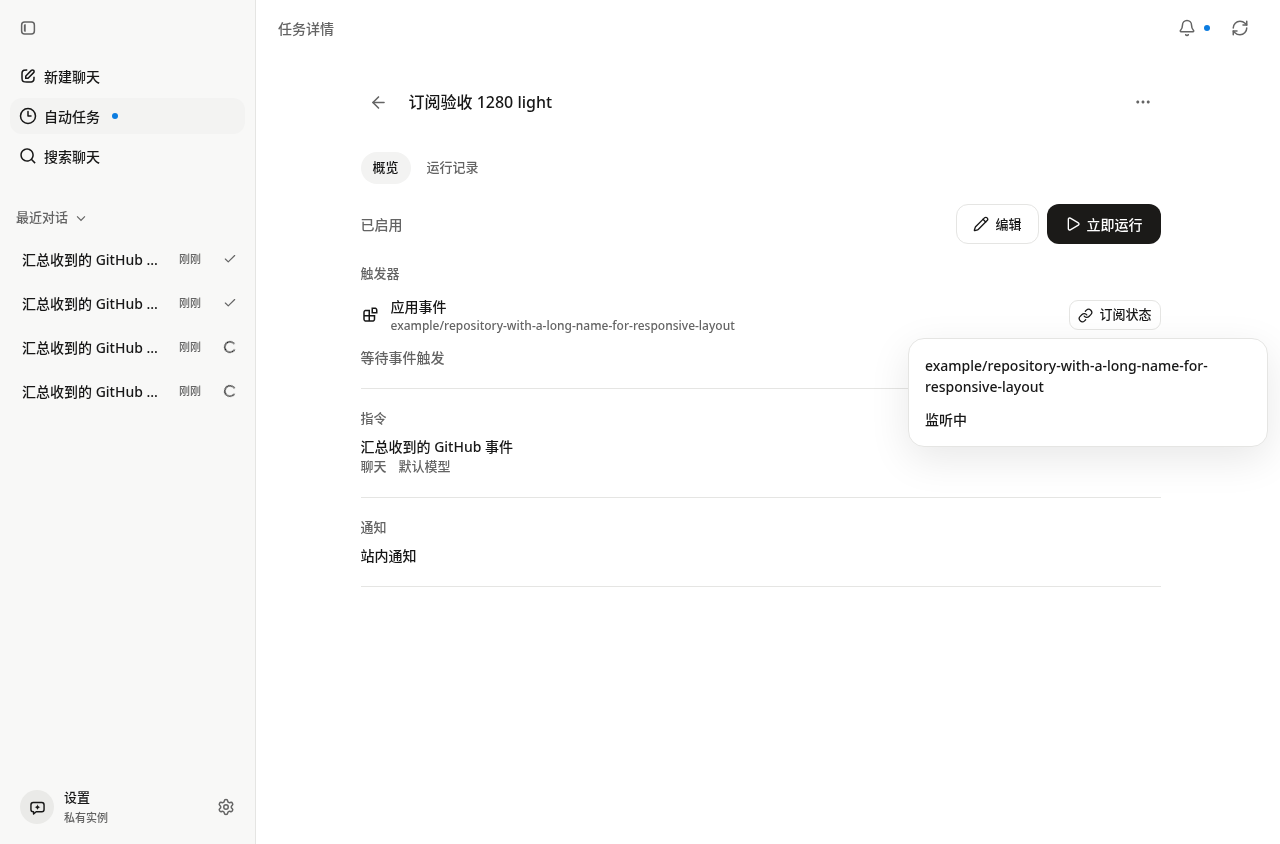 新建聊天
自动任务
搜索聊天
最近对话
汇总收到的 GitHub ... 刚刚
汇总收到的 GitHub ... 刚刚
汇总收到的 GitHub ... 刚刚
汇总收到的 GitHub ... 刚刚
设置
私有实例
任务详情
订阅验收 1280 light
概览 运行记录
已启用
编辑 立即运行
触发器
应用事件
example/repository-with-a-long-name-for-responsive-layout
订阅状态
等待事件触发
example/repository-with-a-long-name-for-
responsive-layout
监听中
指令
汇总收到的 GitHub 事件
聊天 默认模型
通知
站内通知